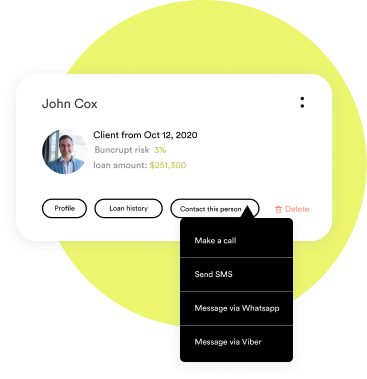 John Cox
Client from Oct 12, 2020
Buncrupt risk 3%
loan amount: $251,300
Profile
Loan history
Contact this person
Delete
Make a call
Send SMS
Message via Whatsapp
Message via Viber